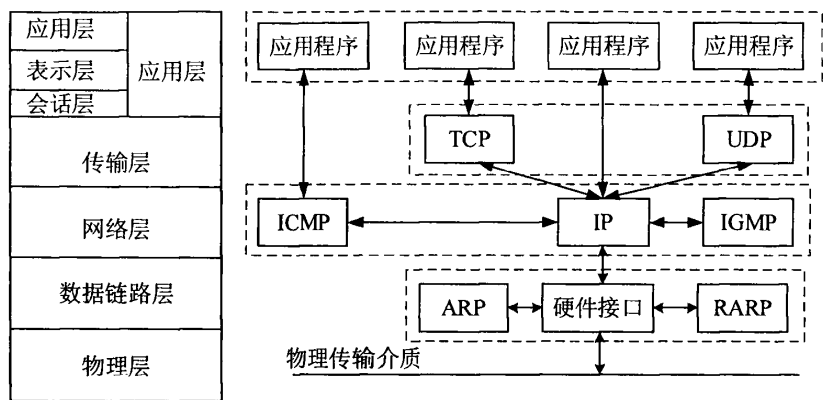 应用层
表示层
会话层
应用层
传输层
网络层
数据链路层
物理层
应用程序 应用程序 应用程序 应用程序
TCP UDP
ICMP IP IGMP
ARP 硬件接口 RARP
物理传输介质